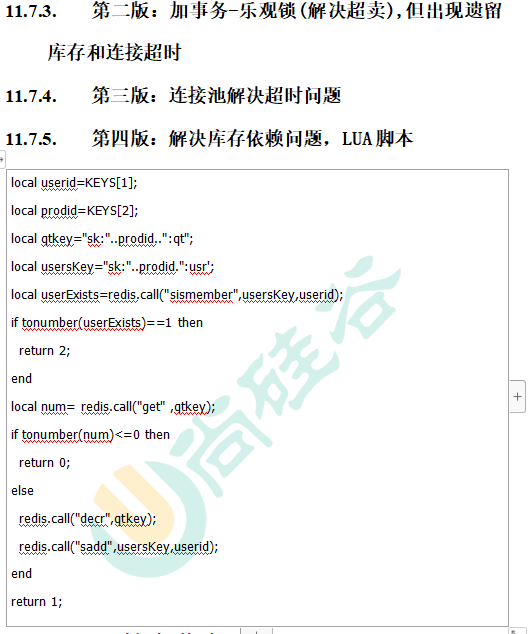 11.7.3. 第二版：加事务-乐观锁(解决超卖),但出现遗留
库存和连接超时
11.7.4. 第三版：连接池解决超时问题
11.7.5. 第四版：解决库存依赖问题，LUA脚本
local userid=KEYS[1];
local prodid=KEYS[2];
local qtkey="sk:"..prodid..":qt";
local usersKey="sk:"..prodid.":usr';
local userExists=redis.call("sismember",usersKey,userid);
if tonumber(userExists)==1 then
return 2;
end
local num= redis.call("get" ,qtkey);
if tonumber(num)<=0 then
return 0;
else
redis.call("decr",qtkey);
redis.call("sadd",usersKey,userid);
end
return 1;
尚硅谷